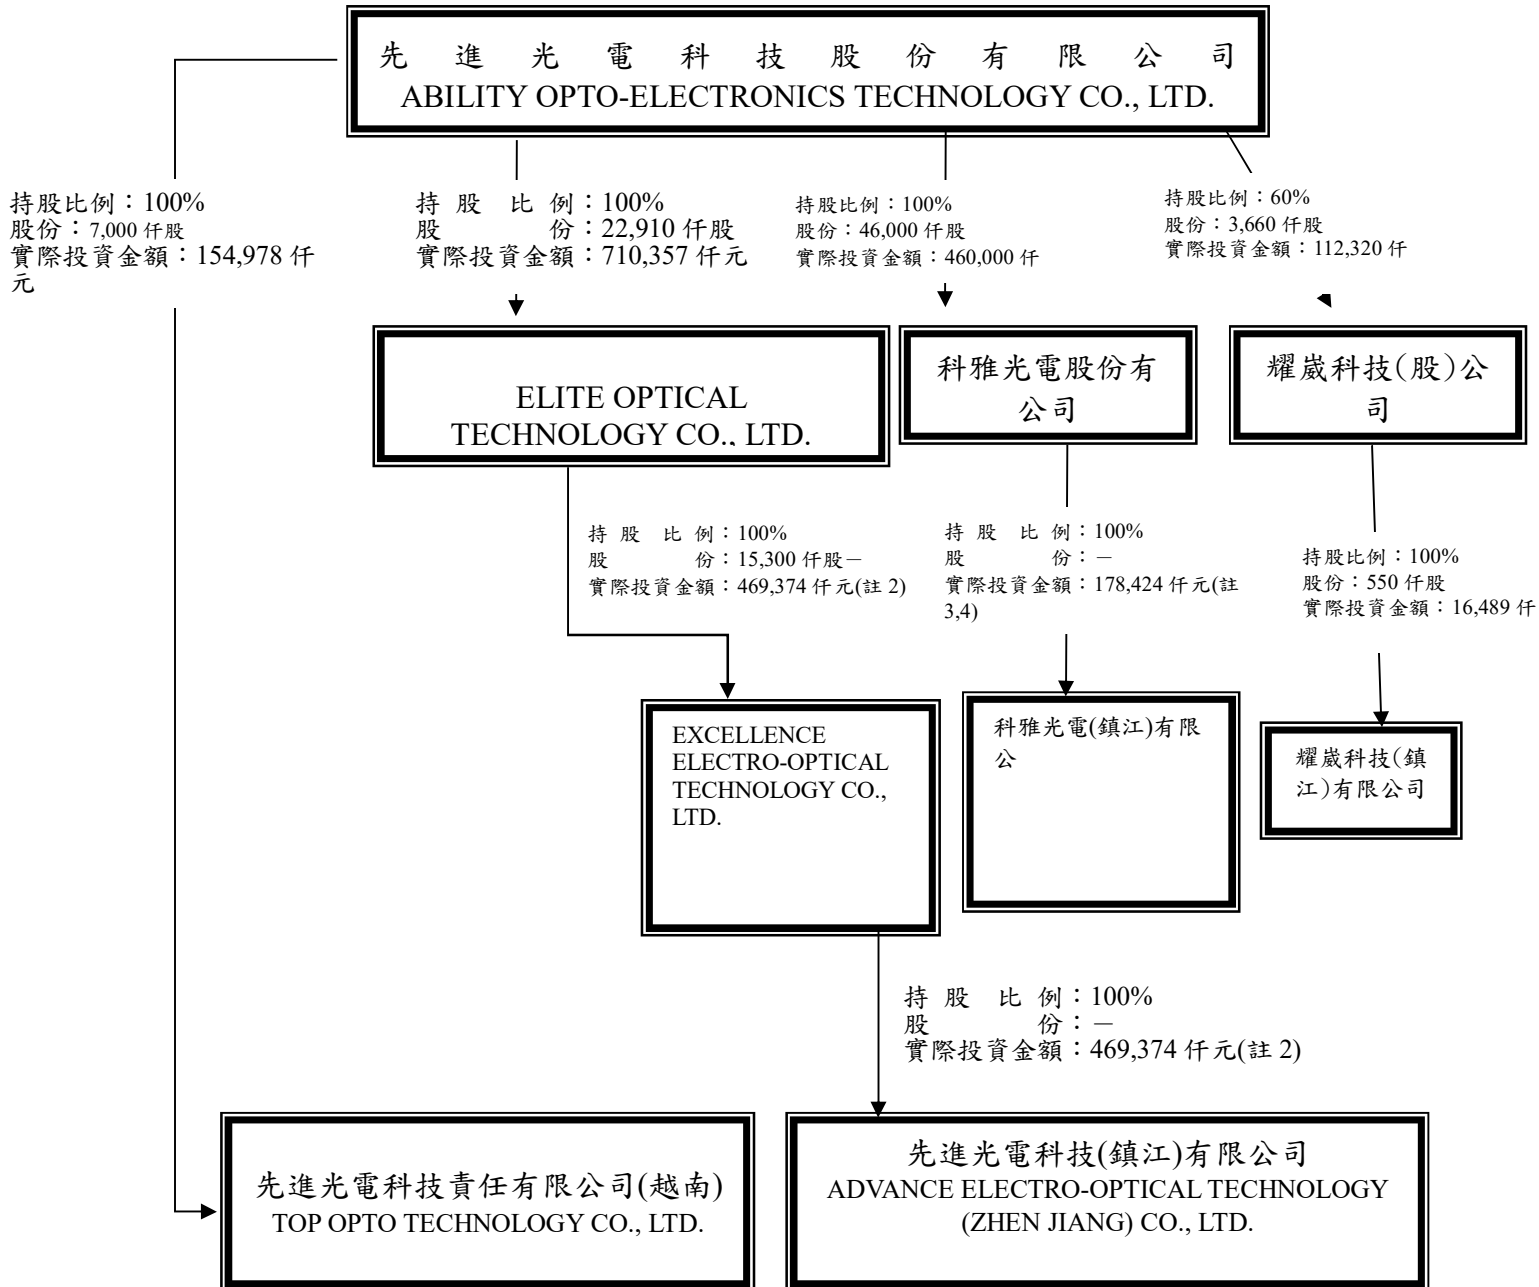 先進光電科技股份有限公司
ABILITY OPTO-ELECTRONICS TECHNOLOGY CO., LTD.
持股比例：100%
股份：7,000 仟股
實際投資金額：154,978 仟
元
持股比例：100%
股份：22,910 仟股
實際投資金額：710,357 仟元
持股比例：100%
股份：46,000 仟股
實際投資金額：460,000 仟
持股比例：60%
股份：3,660 仟股
實際投資金額：112,320 仟
ELITE OPTICAL
TECHNOLOGY CO., LTD.
科雅光電股份有
公司
耀崴科技(股)公
司
持股比例：100%
股份：15,300 仟股－
實際投資金額：469,374 仟元(註 2)
持股比例：100%
股份：－
實際投資金額：178,424 仟元(註
3,4)
持股比例：100%
股份：550 仟股
實際投資金額：16,489 仟
EXCELLENCE
ELECTRO-OPTICAL
TECHNOLOGY CO.,
LTD.
科雅光電(鎮江)有限
公
耀崴科技(鎮
江)有限公司
持股比例：100%
股份：－
實際投資金額：469,374 仟元(註 2)
先進光電科技責任有限公司(越南)
TOP OPTO TECHNOLOGY CO., LTD.
先進光電科技(鎮江)有限公司
ADVANCE ELECTRO-OPTICAL TECHNOLOGY
(ZHEN JIANG) CO., LTD.